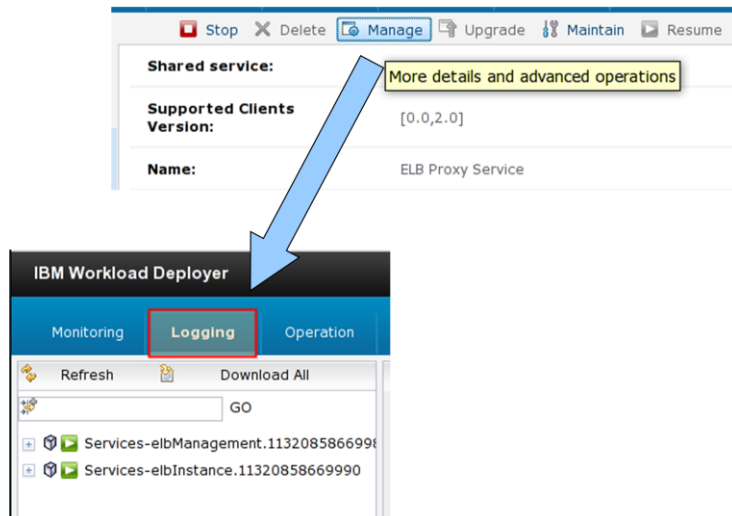 Stop Delete Manage Upgrade Maintain Resume
Shared service:
More details and advanced operations
Supported Clients
Version:
[0.0,2.0]
Name:
ELB Proxy Service
IBM Workload Deployer
Monitoring Logging Operation
Refresh Download All
GO
Services-elbManagement.1132085866998
Services-elbInstance.11320858669990